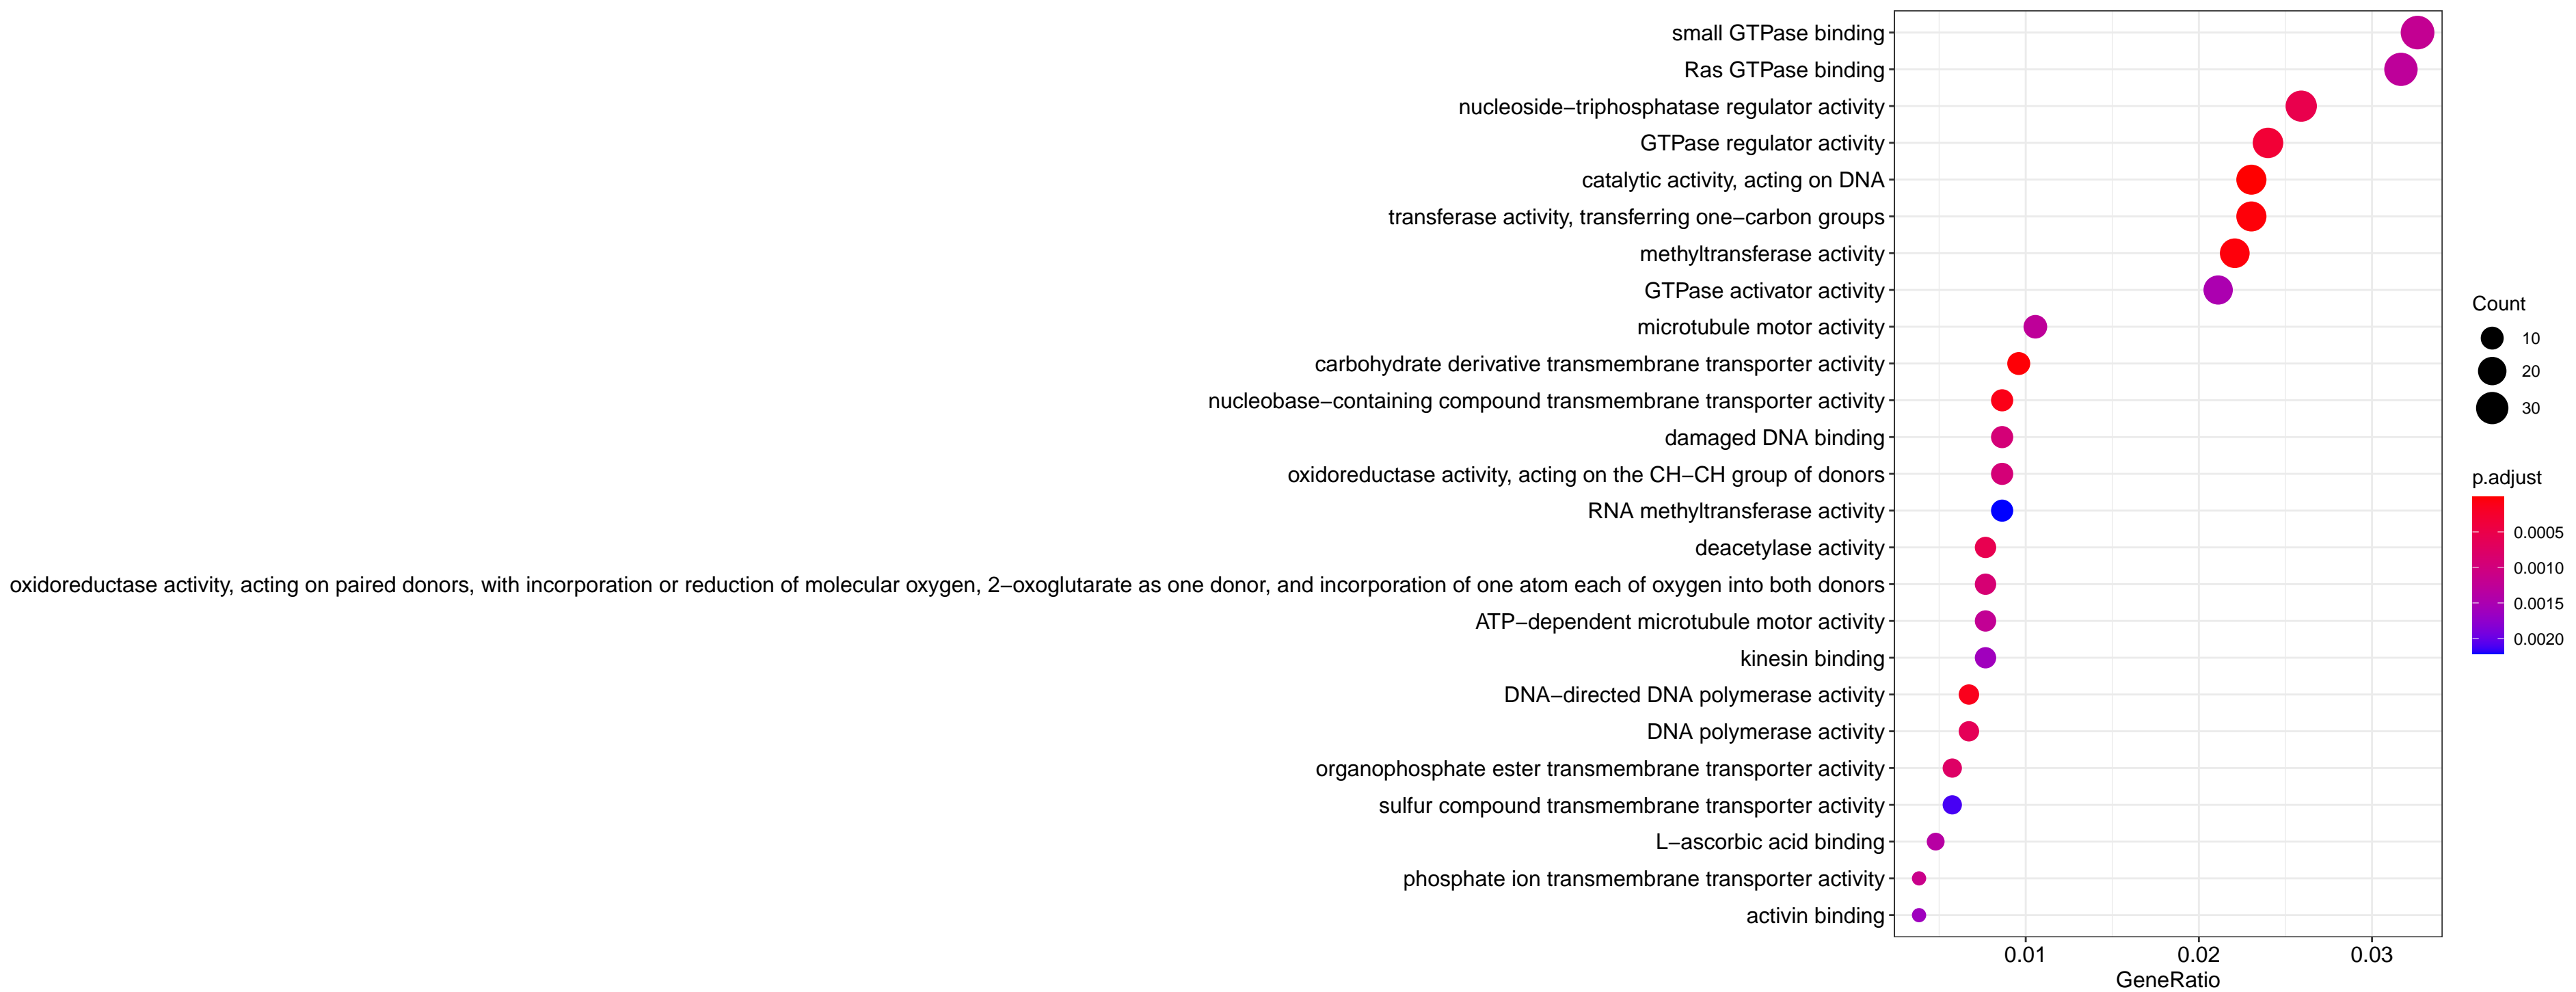 small GTPase binding
Ras GTPase binding
nucleoside−triphosphatase regulator activity
GTPase regulator activity
catalytic activity, acting on DNA
transferase activity, transferring one−carbon groups
methyltransferase activity
GTPase activator activity
microtubule motor activity
carbohydrate derivative transmembrane transporter activity
nucleobase−containing compound transmembrane transporter activity
damaged DNA binding
oxidoreductase activity, acting on the CH−CH group of donors
RNA methyltransferase activity
deacetylase activity
oxidoreductase activity, acting on paired donors, with incorporation or reduction of molecular oxygen, 2−oxoglutarate as one donor, and incorporation of one atom each of oxygen into both donors
ATP−dependent microtubule motor activity
kinesin binding
DNA−directed DNA polymerase activity
DNA polymerase activity
organophosphate ester transmembrane transporter activity
sulfur compound transmembrane transporter activity
L−ascorbic acid binding
phosphate ion transmembrane transporter activity
activin binding
0.01 0.02 0.03
GeneRatio
Count
10
20
30
p.adjust
0.0005
0.0010
0.0015
0.0020